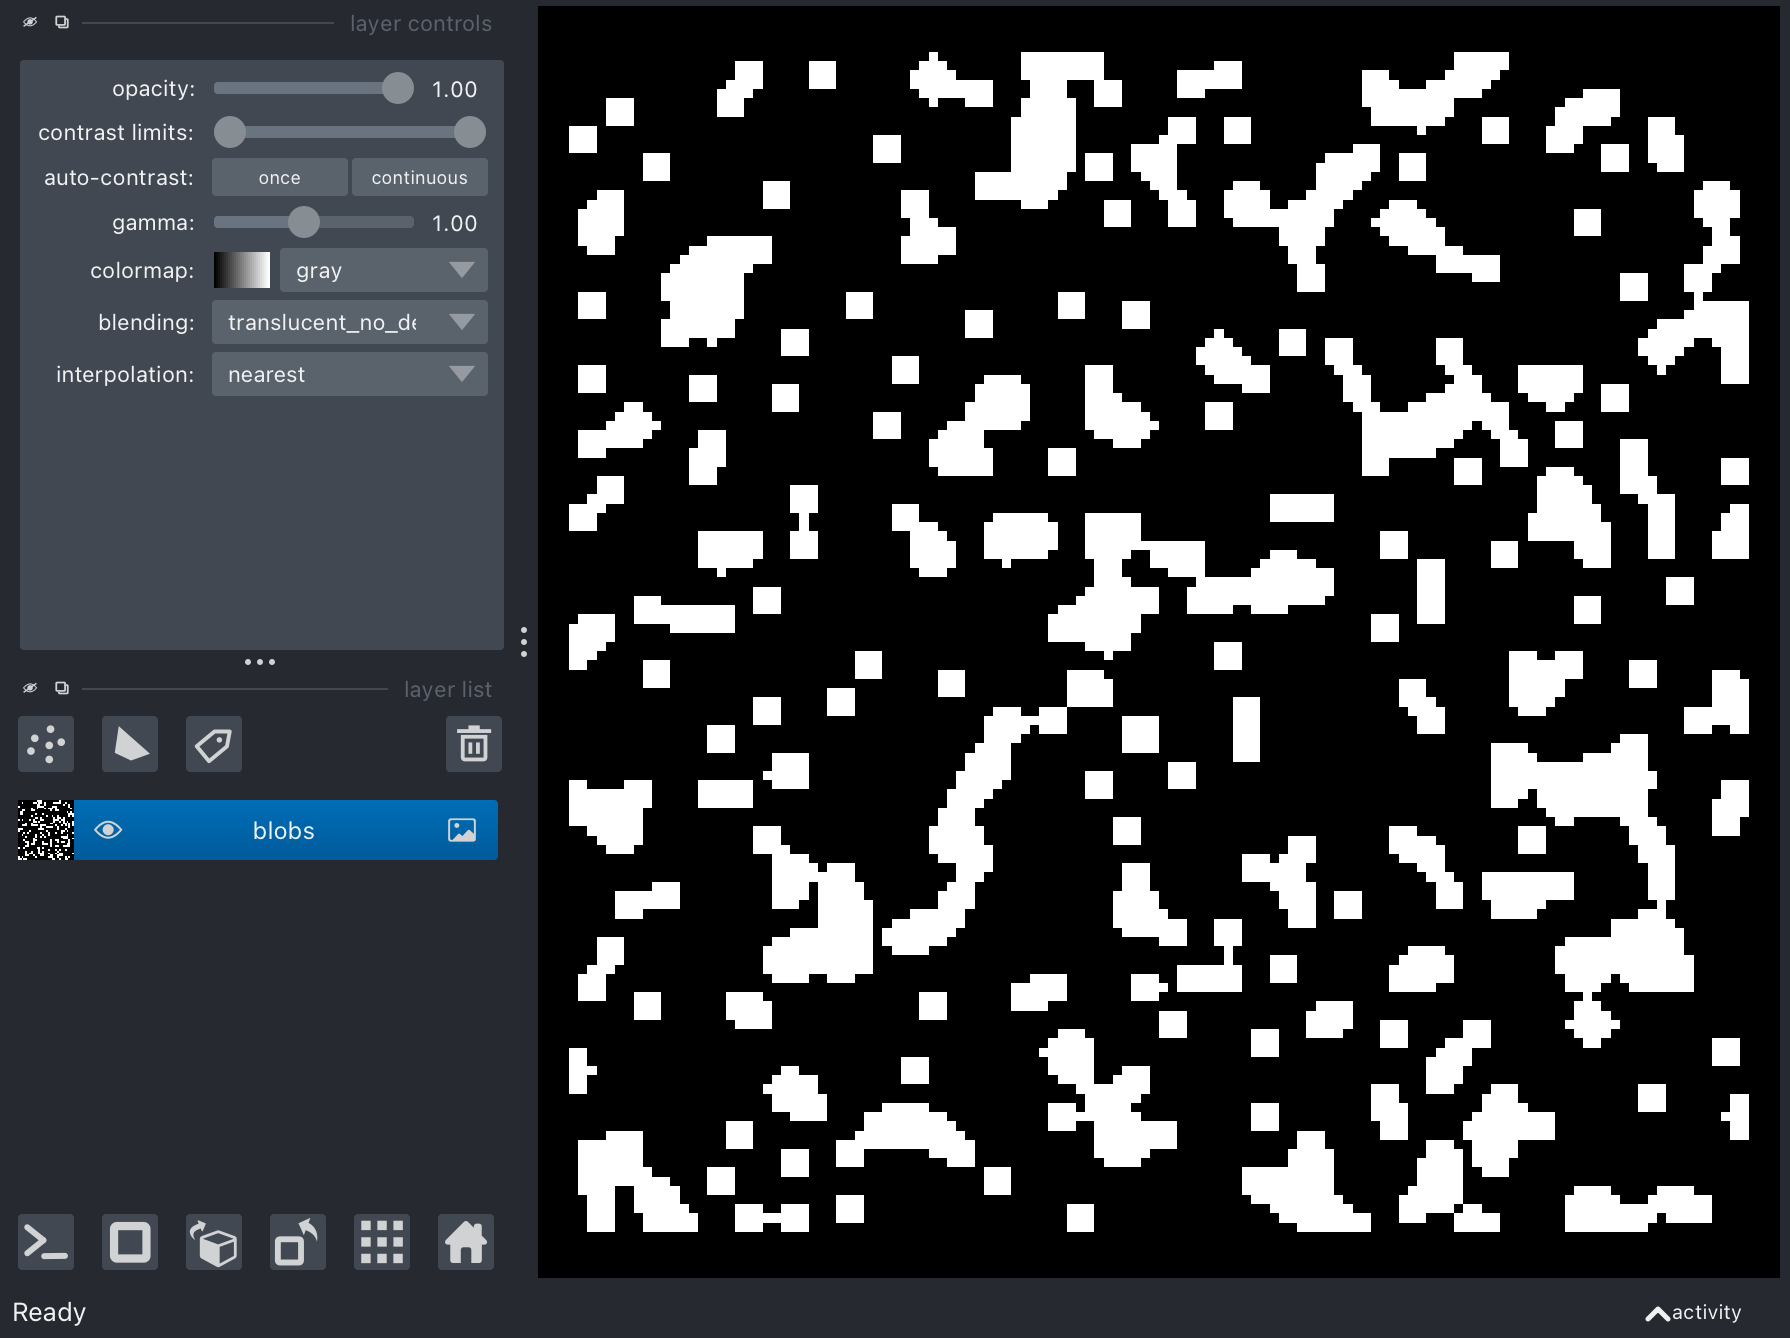 layer controls
opacity: 1.00
contrast limits:
auto-contrast: once continuous
gamma: 1.00
colormap: gray
blending: translucent_no_de
interpolation: nearest
layer list
blobs
Ready
activity